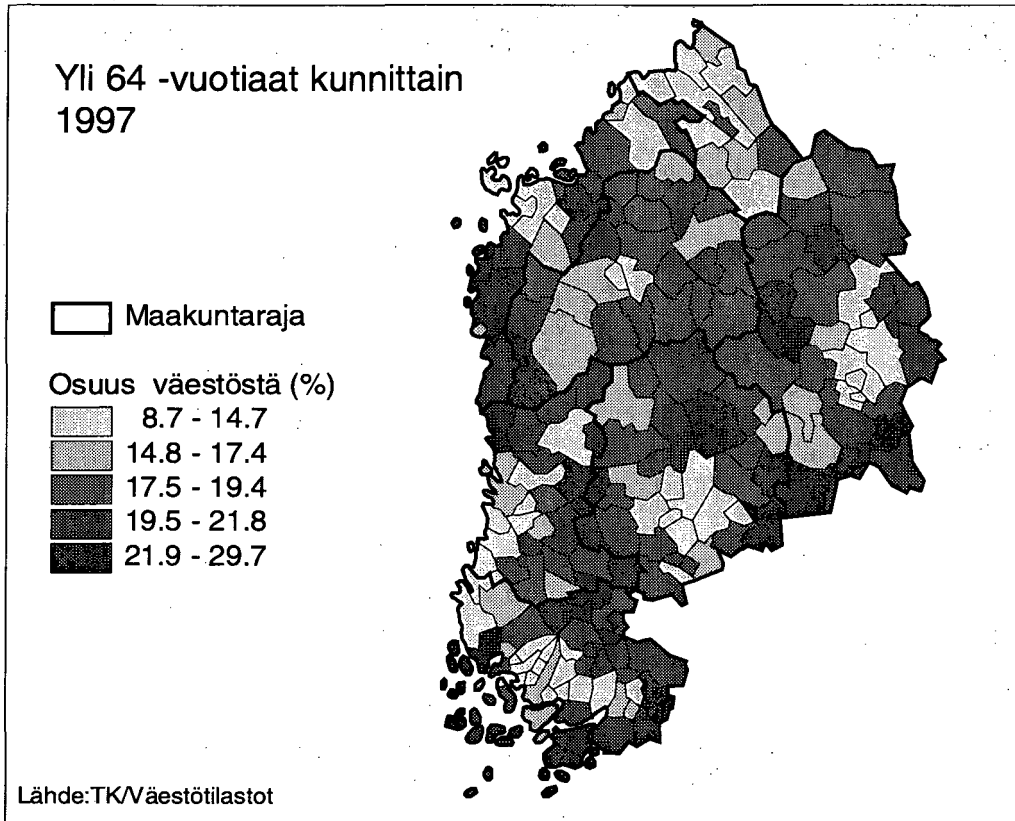 Yli 64 -vuotiaat kunnittain
1997
Maakuntaraja
Osuus väestöstä (%)
8.7 - 14.7
14.8 - 17.4
17.5 - 19.4
19.5 - 21.8
21.9 - 29.7
Lähde:TK/Väestötilastot